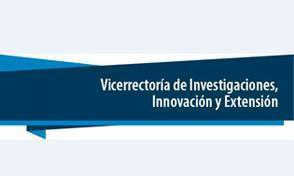 Vicerrectoría de Investigaciones,
Innovación y Extensión